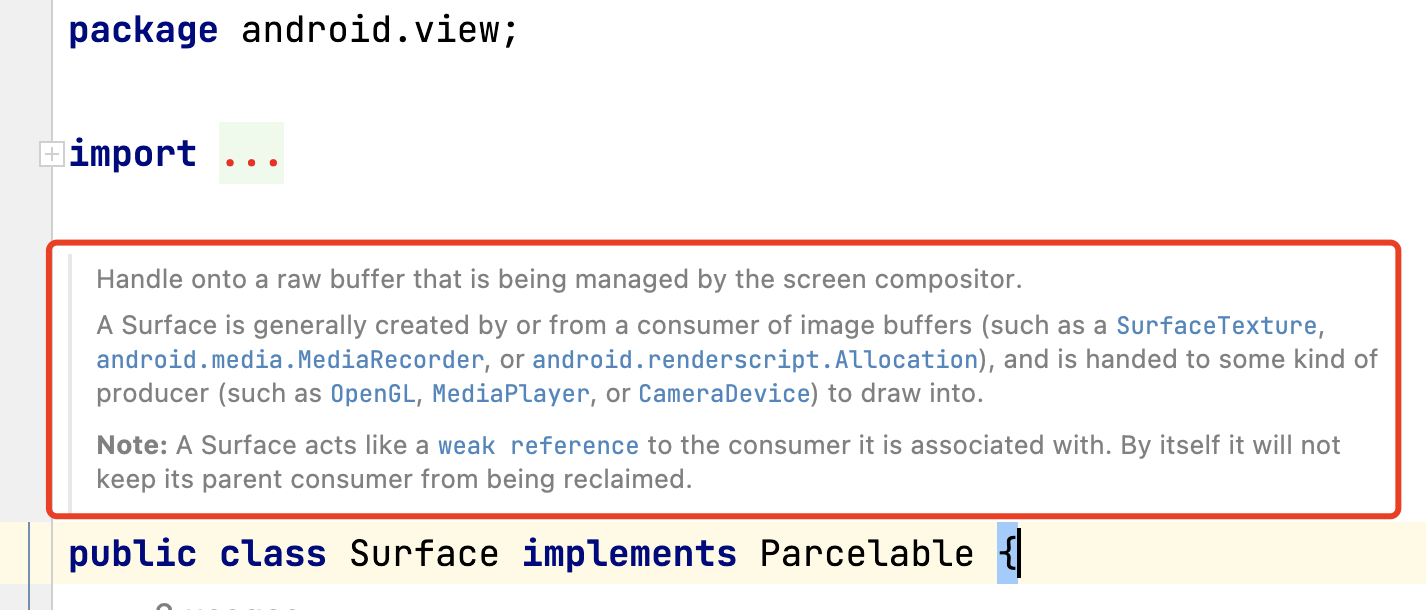 package android.view;
import ...
Handle onto a raw buffer that is being managed by the screen compositor.
A Surface is generally created by or from a consumer of image buffers (such as a SurfaceTexture,
android.media.MediaRecorder, or android.renderscript.Allocation), and is handed to some kind of
producer (such as OpenGL, MediaPlayer, or CameraDevice) to draw into.
Note: A Surface acts like a weak reference to the consumer it is associated with. By itself it will not
keep its parent consumer from being reclaimed.
public class Surface implements Parcelable {